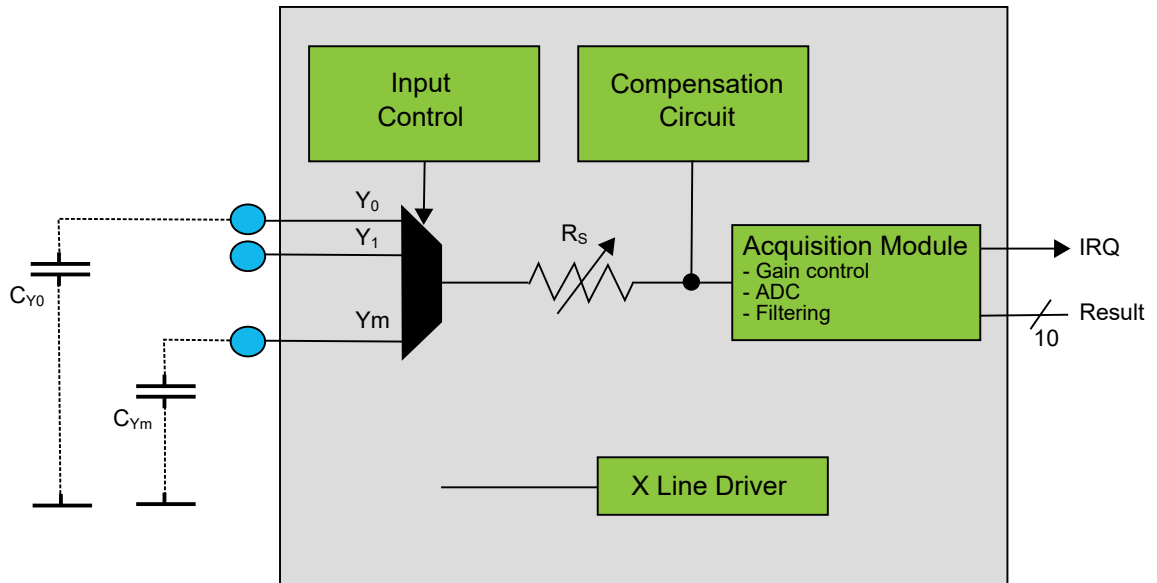 Input
Control
Compensation
Circuit
Y0
Y1
Ym
RS
CY0
CYm
Acquisition Module
- Gain control
- ADC
- Filtering
IRQ
Result
10
X Line Driver